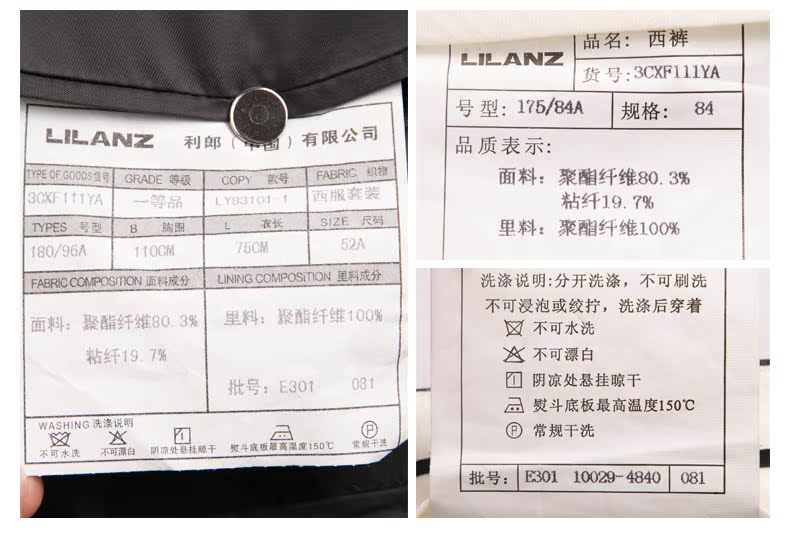 LILANZ 利郎（中国）有限公司
TYPE OF GOODS货号 GRADE 等级 COPY 款号 FABRIC 织物
3CXF111YA 一等品 LY83101-1 西服套装
TYPES 号型 B 胸围 L 衣长 SIZE 尺码
180/96A 110CM 75CM 52A
FABRIC COMPOSITION 面料成分 LINING COMPOSITION 里料成分
面料: 聚酯纤维80.3% 里料: 聚酯纤维100%
粘纤19.7%
批号: E301 081
WASHING 洗涤说明
不可水洗 不可漂白 阴凉处悬挂晾干 熨斗底板最高温度150℃ 常规干洗
LILANZ 品名: 西裤
货号:3CXF111YA
号型: 175/84A 规格: 84
品质表示:
面料: 聚酯纤维80.3%
粘纤19.7%
里料: 聚酯纤维100%
洗涤说明:分开洗涤，不可刷洗
不可浸泡或绞拧，洗涤后穿着
不可水洗
不可漂白
阴凉处悬挂晾干
熨斗底板最高温度150℃
P 常规干洗
批号: E301 10029-4840 081